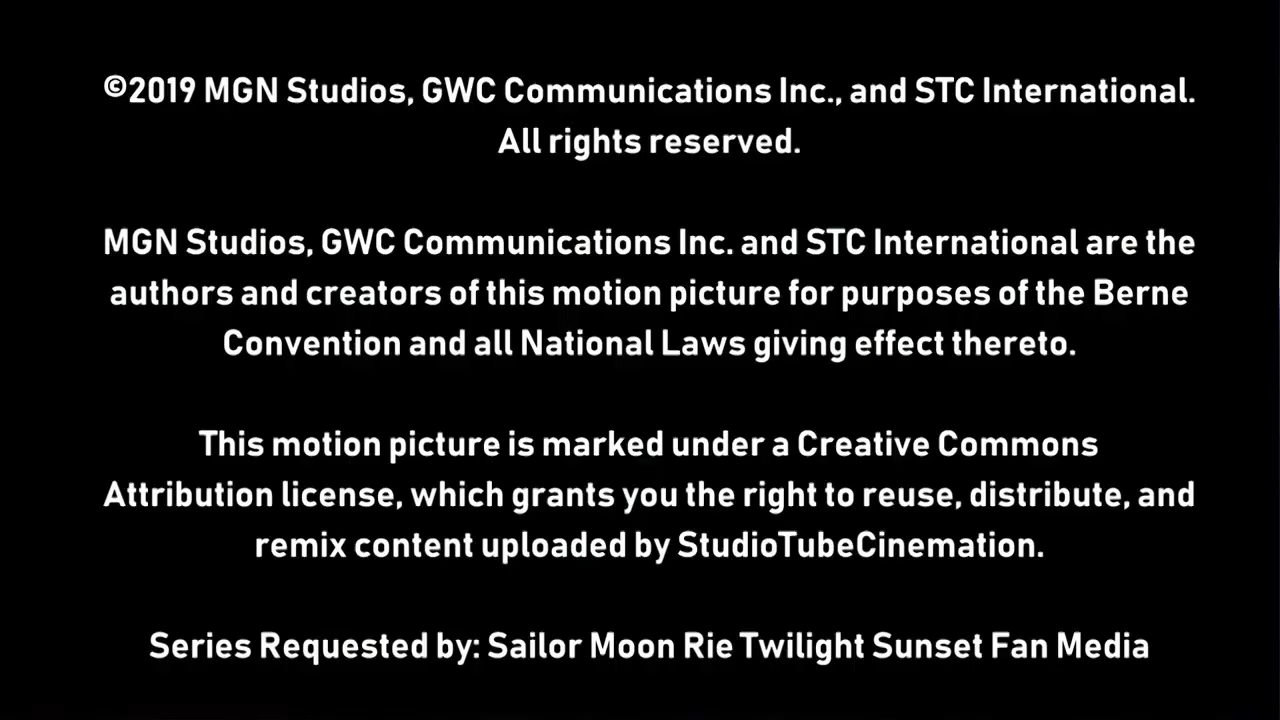 ©2019 MGN Studios, GWC Communications Inc., and STC International.
All rights reserved.
MGN Studios, GWC Communications Inc. and STC International are the
authors and creators of this motion picture for purposes of the Berne
Convention and all National Laws giving effect thereto.
This motion picture is marked under a Creative Commons
Attribution license, which grants you the right to reuse, distribute, and
remix content uploaded by StudioTubeCinemation.
Series Requested by: Sailor Moon Rie Twilight Sunset Fan Media